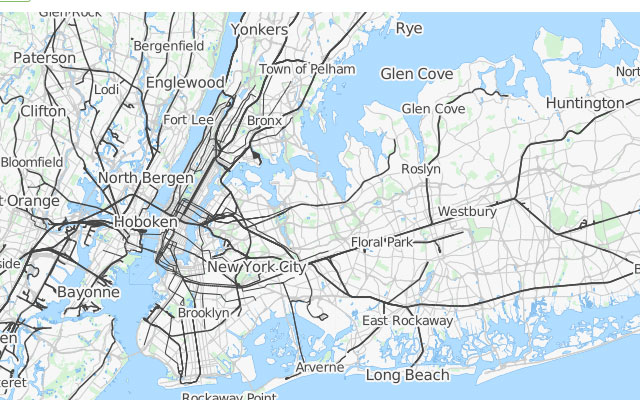 Glen Rock
Yonkers
Rye
Bergenfield
Paterson
Town of Pelham
Glen Cove
Englewood
Lodi
Huntington
Clifton
Glen Cove
Fort Lee
Bronx
Bloomfield
Roslyn
North Bergen
t Orange
Westbury
Hoboken
Floral Park
side
New York City
Bayonne
Brooklyn
East Rockaway
en
Arverne
Long Beach
teret
Rockaway Point